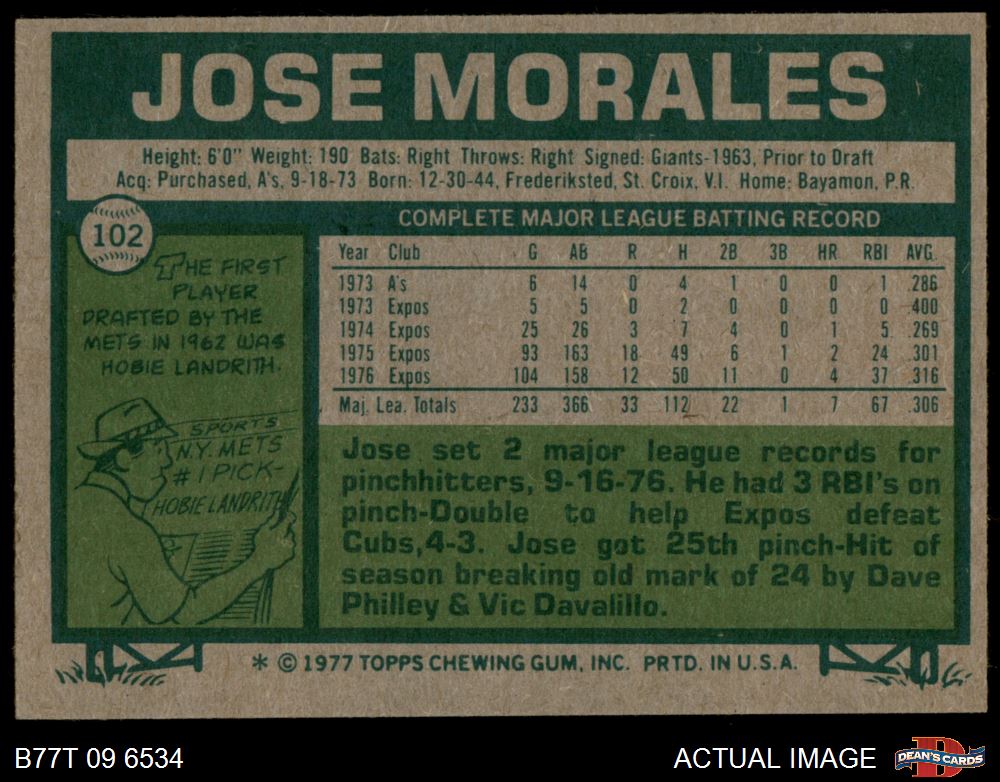 JOSE MORALES
Height: 6'0" Weight: 190 Bats: Right Throws: Right Signed: Giants-1963, Prior to Draft
Acq: Purchased, A's, 9-18-73 Born: 12-30-44, Frederiksted, St. Croix, V.I. Home: Bayamon, P.R.
102
COMPLETE MAJOR LEAGUE BATTING RECORD
Year Club G AB R H 2B 3B HR RBI AVG.
1973 A's 6 14 0 4 1 0 0 1 .286
1973 Expos 5 5 0 2 0 0 0 0 .400
1974 Expos 25 26 3 7 4 0 1 5 .269
1975 Expos 93 163 18 49 6 1 2 24 .301
1976 Expos 104 158 12 50 11 0 4 37 .316
Maj. Lea. Totals 233 366 33 112 22 1 7 67 .306
THE FIRST
PLAYER
DRAFTED BY THE
METS IN 1962 WAS
HOBIE LANDRITH.
SPORTS
N.Y. METS
#1 PICK-
HOBIE LANDRITH
Jose set 2 major league records for
pinchhitters, 9-16-76. He had 3 RBI's on
pinch-Double to help Expos defeat
Cubs,4-3. Jose got 25th pinch-Hit of
season breaking old mark of 24 by Dave
Philley & Vic Davalillo.
* © 1977 TOPPS CHEWING GUM, INC. PRTD. IN U.S.A.
B77T 09 6534
ACTUAL IMAGE
D
DEAN'S CARDS